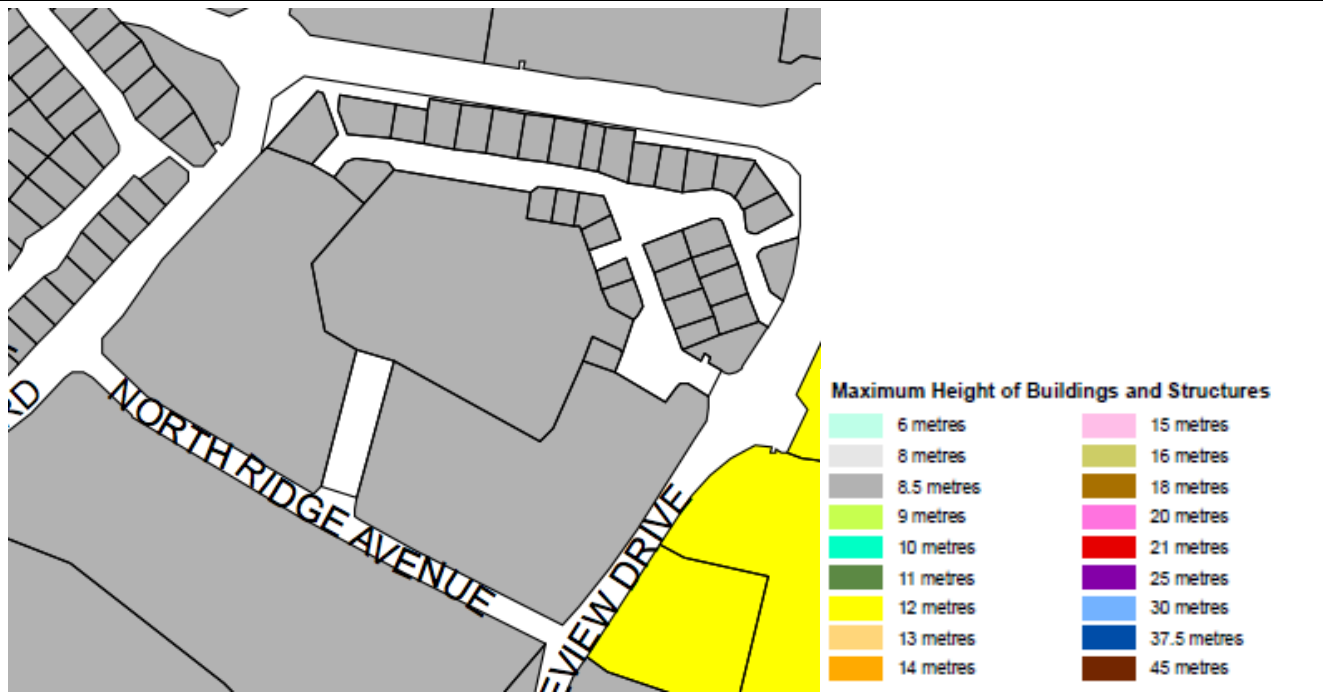 RD
NORTH RIDGE AVENUE
EVIEW DRIVE
Maximum Height of Buildings and Structures
6 metres
8 metres
8.5 metres
9 metres
10 metres
11 metres
12 metres
13 metres
14 metres
15 metres
16 metres
18 metres
20 metres
21 metres
25 metres
30 metres
37.5 metres
45 metres